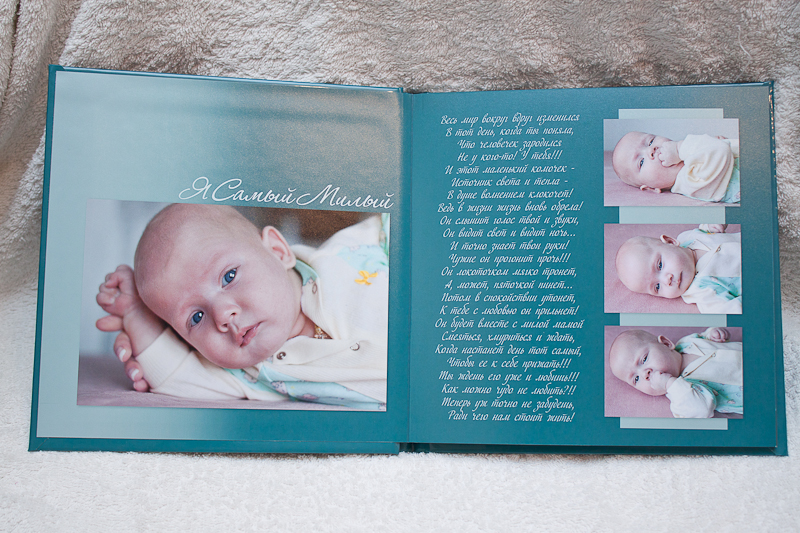 Я Самый Милый
Весь мир вокруг вдруг изменился
В тот день, когда ты поняла,
Что человечек зародился
Не у кого-то! У тебя!!!
И этот маленький комочек -
Источник света и тепла -
В душе волнением клокочет!
Ведь в жизни жизнь вновь обрела!
Он слышит голос твой и звуки,
Он видит свет и видит ночь...
И точно знает твои руки!
Чужие он прогонит прочь!!!
Он локоточком мягко тронет,
А, может, пяточкой пинет...
Потом в спокойствии утонет,
К тебе с любовью он прильнет!
Он будет вместе с милой мамой
Смеяться, хмуриться и ждать,
Когда настанет день тот самый,
Чтобы ее к себе прижать!!!
Ты ждешь его уже и любишь!!!
Как можно чудо не любить?!!
Теперь уж точно не забудешь,
Ради чего нам стоит жить!